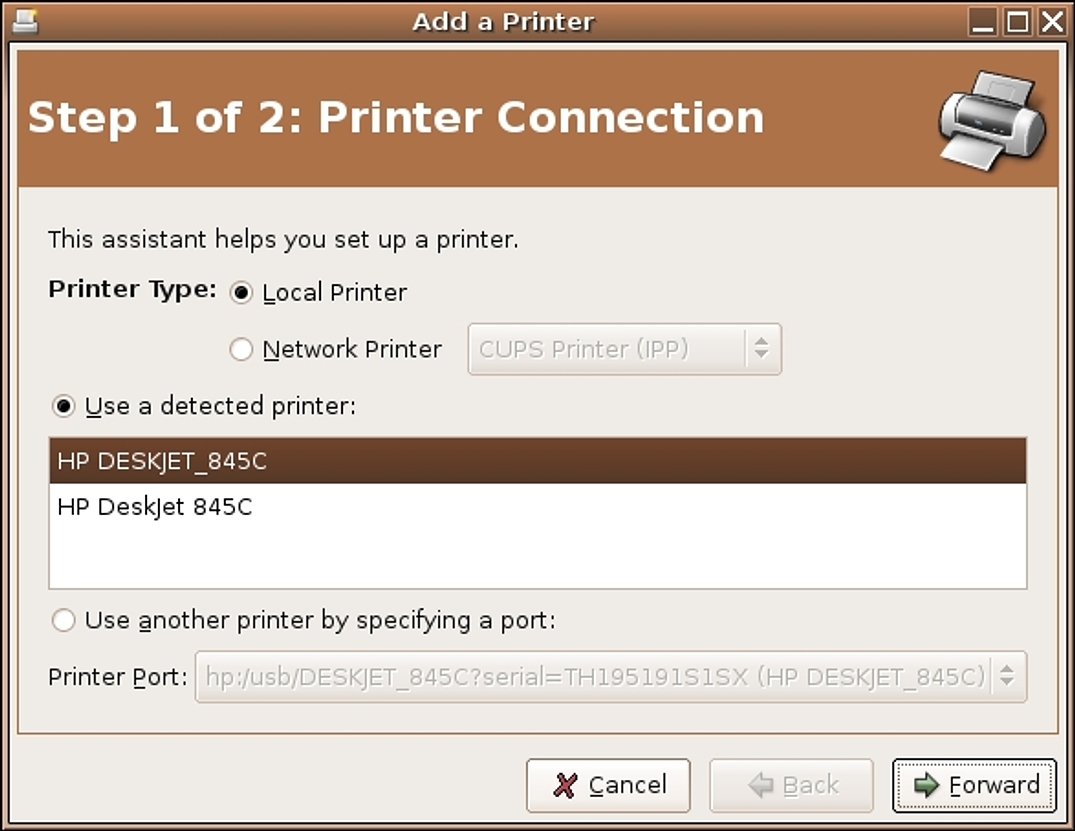 Add a Printer
Step 1 of 2: Printer Connection
This assistant helps you set up a printer.
Printer Type: Local Printer
Network Printer CUPS Printer (IPP)
Use a detected printer:
HP DESKJET_845C
HP DeskJet 845C
Use another printer by specifying a port:
Printer Port: hp:/usb/DESKJET_845C?serial=TH195191S1SX (HP DESKJET_845C)
Cancel Back Forward